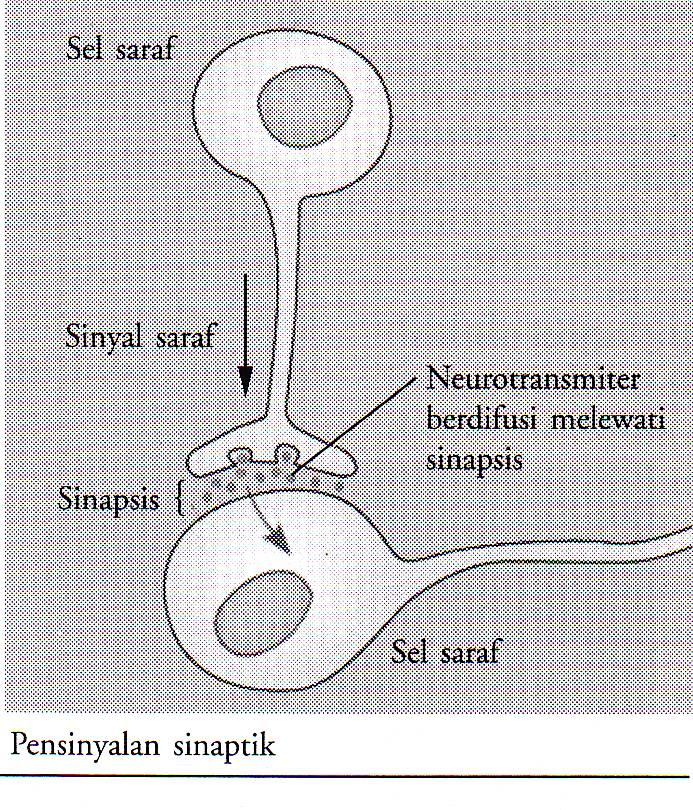 Sel saraf
Sinyal saraf
Neurotransmiter
berdifusi melewati
sinapsis
Sinapsis {
Sel saraf
Pensinyalan sinaptik